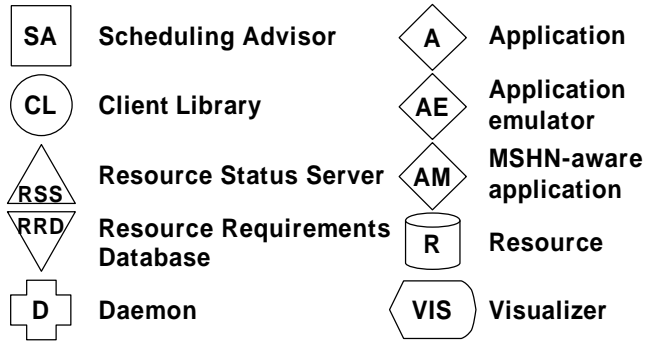 SA Scheduling Advisor
CL Client Library
RSS Resource Status Server
RRD Resource Requirements
Database
D Daemon
A Application
AE Application
emulator
AM MSHN-aware
application
R Resource
VIS Visualizer